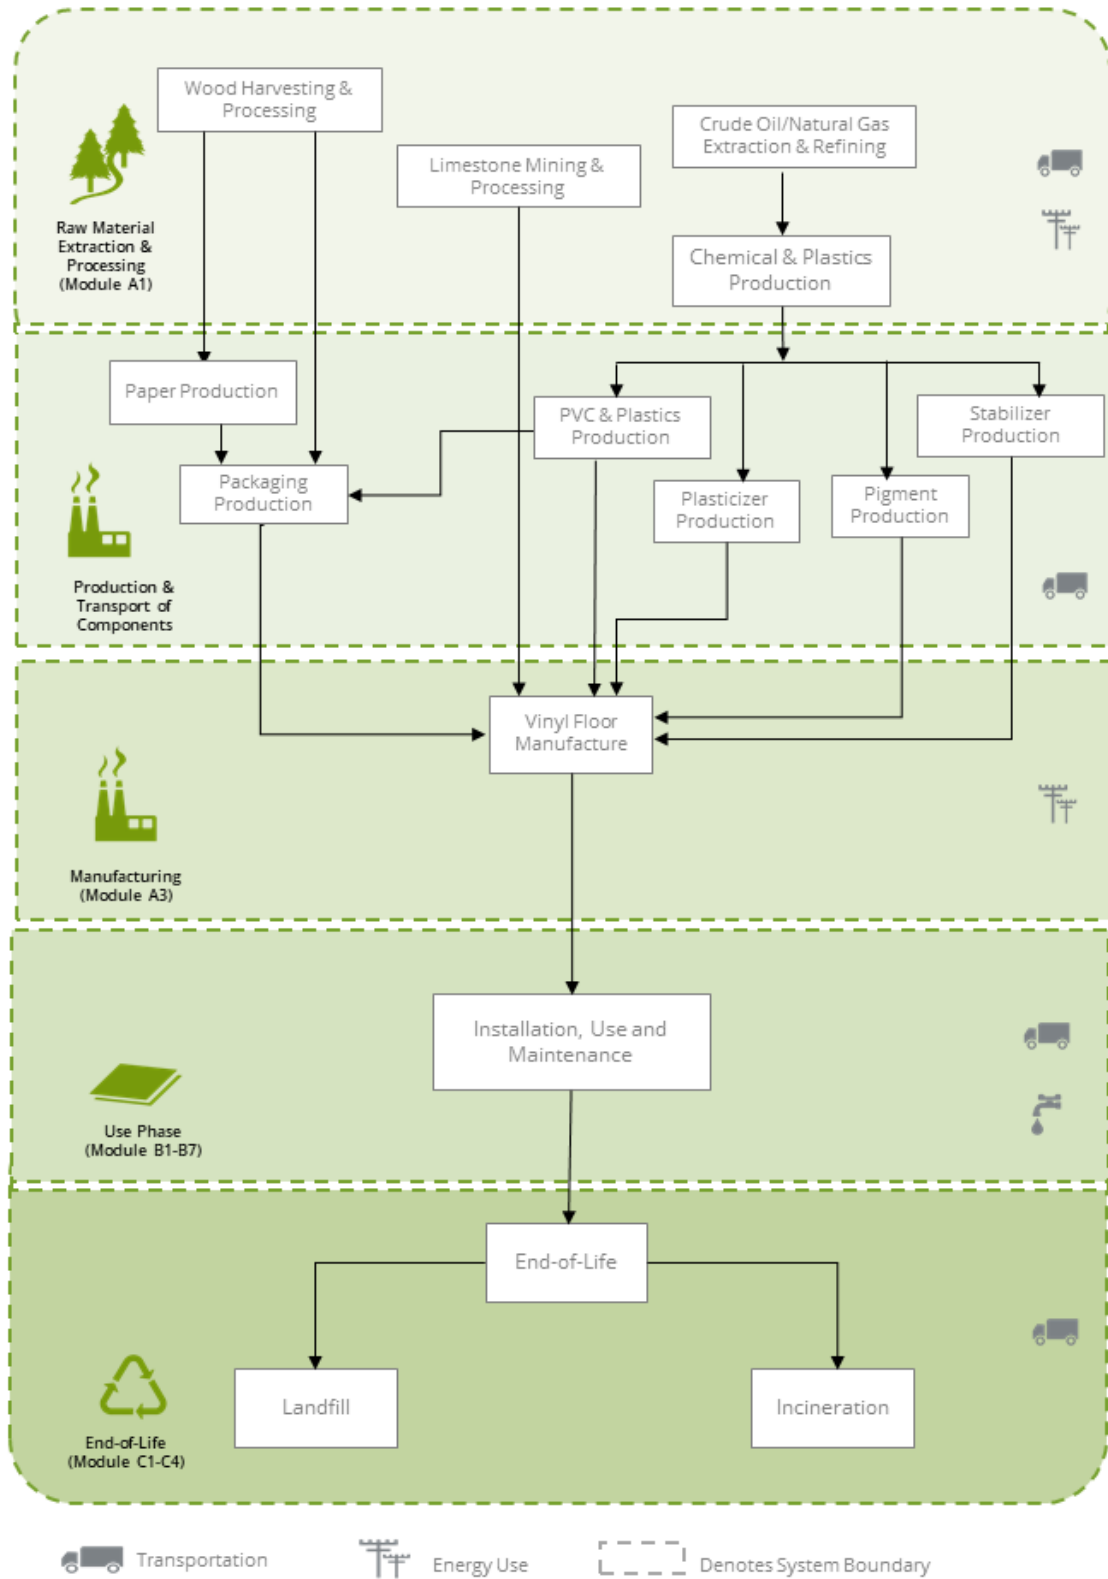 Wood Harvesting &
Processing
Crude Oil/Natural Gas
Extraction & Refining
Limestone Mining &
Processing
Raw Material
Extraction &
Processing
(Module A1)
Chemical & Plastics
Production
Paper Production
PVC & Plastics
Production
Stabilizer
Production
Packaging
Production
Plasticizer
Production
Pigment
Production
Production &
Transport of
Components
Vinyl Floor
Manufacture
Manufacturing
(Module A3)
Installation, Use and
Maintenance
Use Phase
(Module B1-B7)
End-of-Life
Landfill
Incineration
End-of-Life
(Module C1-C4)
Transportation
Energy Use
Denotes System Boundary